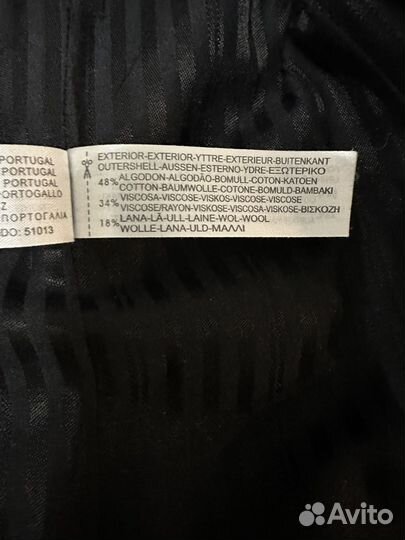 PORTUGAL
PORTUGAL
PORTUGAL
PORTOGALLO
Z
ΠΟΡΤΟΓΑΛΙΑ
DO: 51013
EXTERIOR-EXTERIOR-YTTRE-EXTERIEUR-BUITENKANT
OUTERSHELL-AUSSEN-ESTERNO-YDRE-ΕΞΩΤΕΡΙΚΟ
48% ALGODON-ALGODÃO-BOMULL-COTON-KATOEN
COTTON-BAUMWOLLE-COTONE-BOMULD-BAMBAKI
34% VISCOSA-VISCOSE-VISKOS-VISCOSE-VISCOSE
VISCOSE/RAYON-VISKOSE-VISCOSA-VISKOSE-ΒΙΣΚΟΖΗ
18% LANA-LÃ-ULL-LAINE-WOL-WOOL
WOLLE-LANA-ULD-ΜΑΛΛΙ
Avito